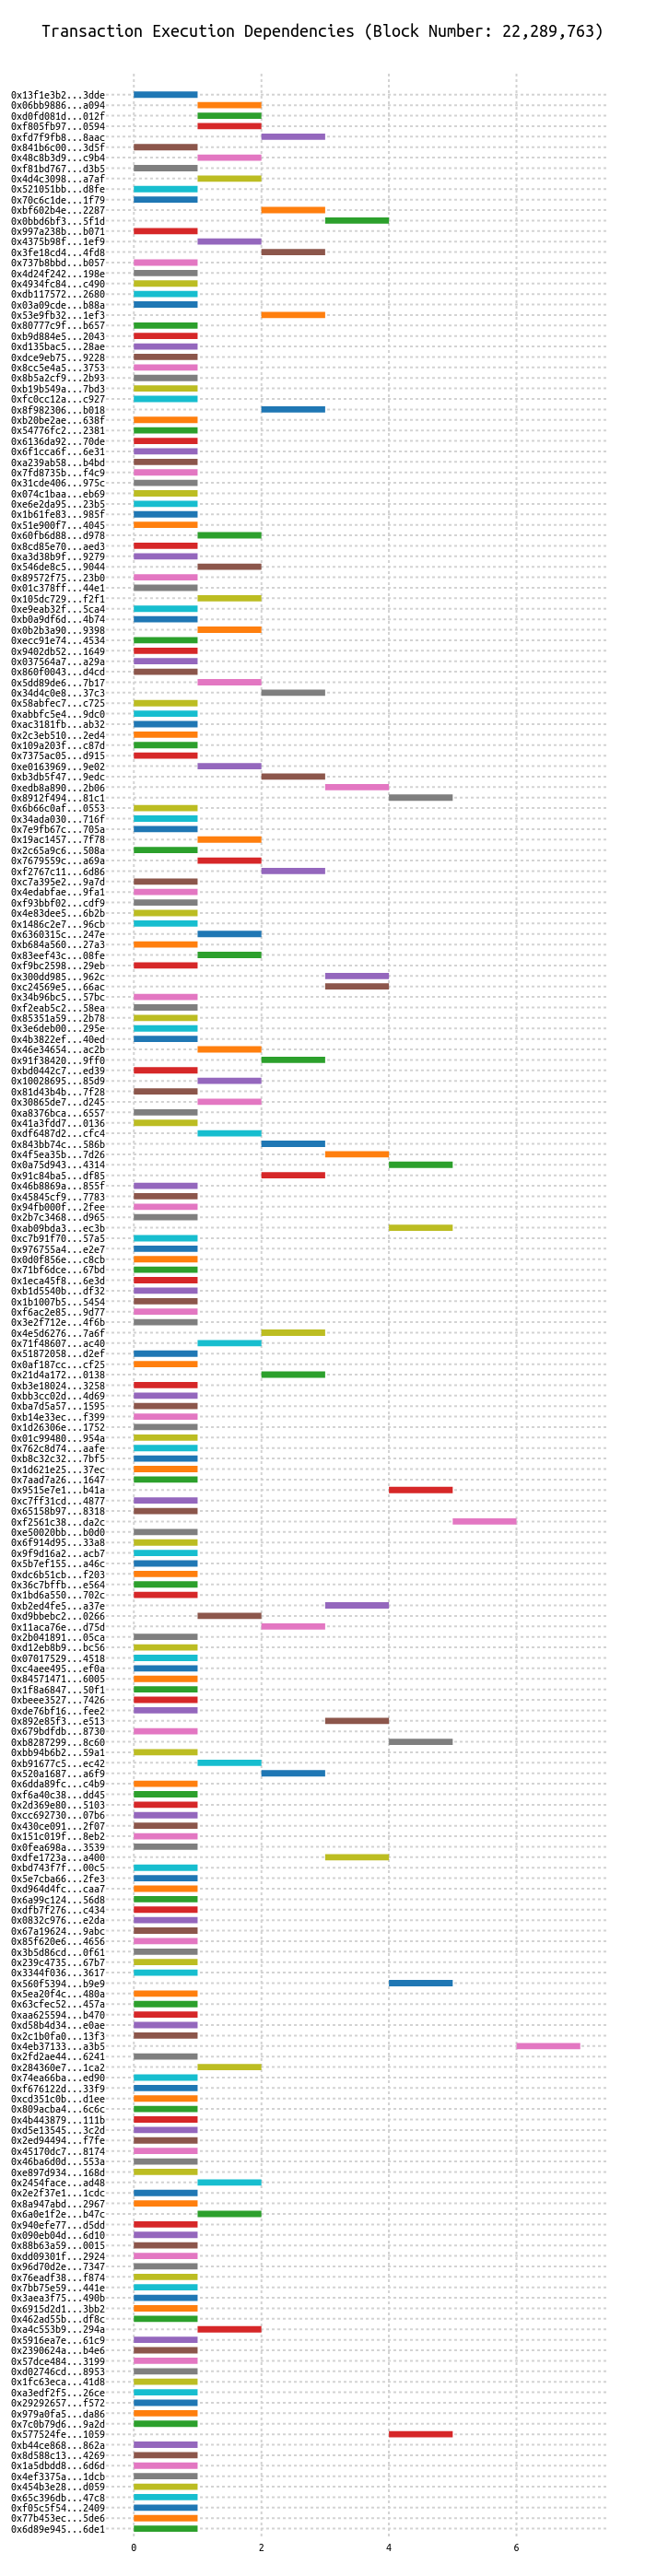 Transaction Execution Dependencies (Block Number: 22,289,763)
0x13f1e3b2...3dde
0x06bb9886...a094
0xd0fd081d...012f
0xf805fb97...0594
0xfd7f9fb8...8aac
0x841b6c00...3d5f
0x48c8b3d9...c9b4
0xf81bd767...d3b5
0x4d4c3098...a7af
0x521051bb...d8fe
0x70c6c1de...1f79
0xbf602b4e...2287
0x0bbd6bf3...5f1d
0x997a238b...b071
0x4375b98f...1ef9
0x3fe18cd4...4fd8
0x737b8bbd...b057
0x4d24f242...198e
0x4934fc84...c490
0xdb117572...2680
0x03a09cde...b88a
0x53e9fb32...1ef3
0x80777c9f...b657
0xb9d884e5...2043
0xd135bac5...28ae
0xdce9eb75...9228
0x8cc5e4a5...3753
0x8b5a2cf9...2b93
0xb19b549a...7bd3
0xfc0cc12a...c927
0x8f982306...b018
0xb20be2ae...638f
0x54776fc2...2381
0x6136da92...70de
0x6f1cca6f...6e31
0xa239ab58...b4bd
0x7fd8735b...f4c9
0x31cde406...975c
0x074c1baa...eb69
0xe6e2da95...23b5
0x1b61fe83...985f
0x51e900f7...4045
0x60fb6d88...d978
0x8cd85e70...aed3
0xa3d38b9f...9279
0x546de8c5...9044
0x89572f75...23b0
0x01c378ff...44e1
0x105dc729...f2f1
0xe9eab32f...5ca4
0xb0a9df6d...4b74
0x0b2b3a90...9398
0xecc91e74...4534
0x9402db52...1649
0x037564a7...a29a
0x860f0043...d4cd
0x5dd89de6...7b17
0x34d4c0e8...37c3
0x58abfec7...c725
0xabbfc5e4...9dc0
0xac3181fb...ab32
0x2c3eb510...2ed4
0x109a203f...c87d
0x7375ac05...d915
0xe0163969...9e02
0xb3db5f47...9edc
0xedb8a890...2b06
0x8912f494...81c1
0x6b66c0af...0553
0x34ada030...716f
0x7e9fb67c...705a
0x19ac1457...7f78
0x2c65a9c6...508a
0x7679559c...a69a
0xf2767c11...6d86
0xc7a395e2...9a7d
0x4edabfae...9fa1
0xf93bbf02...cdf9
0x4e83dee5...6b2b
0x1486c2e7...96cb
0x6360315c...247e
0xb684a560...27a3
0x83eef43c...08fe
0xf9bc2598...29eb
0x300dd985...962c
0xc24569e5...66ac
0x34b96bc5...57bc
0xf2eab5c2...58ea
0x85351a59...2b78
0x3e6deb00...295e
0x4b3822ef...40ed
0x46e34654...ac2b
0x91f38420...9ff0
0xbd0442c7...ed39
0x10028695...85d9
0x81d43b4b...7f28
0x30865de7...d245
0xa8376bca...6557
0x41a3fdd7...0136
0xdf6487d2...cfc4
0x843bb74c...586b
0x4f5ea35b...7d26
0x0a75d943...4314
0x91c84ba5...df85
0x46b8869a...855f
0x45845cf9...7783
0x94fb000f...2fee
0x2b7c3468...d965
0xab09bda3...ec3b
0xc7b91f70...57a5
0x976755a4...e2e7
0x0d0f856e...c8cb
0x71bf6dce...67bd
0x1eca45f8...6e3d
0xb1d5540b...df32
0x1b1007b5...5454
0xf6ac2e85...9d77
0x3e2f712e...4f6b
0x4e5d6276...7a6f
0x71f48607...ac40
0x51872058...d2ef
0x0af187cc...cf25
0x21d4a172...0138
0xb3e18024...3258
0xbb3cc02d...4d69
0xba7d5a57...1595
0xb14e33ec...f399
0x1d26306e...1752
0x01c99480...954a
0x762c8d74...aafe
0xb8c32c32...7bf5
0x1d621e25...37ec
0x7aad7a26...1647
0x9515e7e1...b41a
0xc7ff31cd...4877
0x65158b97...8318
0xf2561c38...da2c
0xe50020bb...b0d0
0x6f914d95...33a8
0x9f9d16a2...acb7
0x5b7ef155...a46c
0xdc6b51cb...f203
0x36c7bffb...e564
0x1bd6a550...702c
0xb2ed4fe5...a37e
0xd9bbebc2...0266
0x11aca76e...d75d
0x2b041891...05ca
0xd12eb8b9...bc56
0x07017529...4518
0xc4aee495...ef0a
0x84571471...6005
0x1f8a6847...50f1
0xbeee3527...7426
0xde76bf16...fee2
0x892e85f3...e513
0x679bdfdb...8730
0xb8287299...8c60
0xbb94b6b2...59a1
0xb91677c5...ec42
0x520a1687...a6f9
0x6dda89fc...c4b9
0xf6a40c38...dd45
0x2d369e80...5103
0xcc692730...07b6
0x430ce091...2f07
0x151c019f...8eb2
0x0fea698a...3539
0xdfe1723a...a400
0xbd743f7f...00c5
0x5e7cba66...2fe3
0xd964d4fc...caa7
0x6a99c124...56d8
0xdfb7f276...c434
0x0832c976...e2da
0x67a19624...9abc
0x85f620e6...4656
0x3b5d86cd...0f61
0x239c4735...67b7
0x3344f036...3617
0x560f5394...b9e9
0x5ea20f4c...480a
0x63cfec52...457a
0xaa625594...b470
0xd58b4d34...e0ae
0x2c1b0fa0...13f3
0x4eb37133...a3b5
0x2fd2ae44...6241
0x284360e7...1ca2
0x74ea66ba...ed90
0xf676122d...33f9
0xcd351c0b...d1ee
0x809acba4...6c6c
0x4b443879...111b
0xd5e13545...3c2d
0x2ed94494...f7fe
0x45170dc7...8174
0x46ba6d0d...553a
0xe897d934...168d
0x2454face...ad48
0x2e2f37e1...1cdc
0x8a947abd...2967
0x6a0e1f2e...b47c
0x940efe77...d5dd
0x090eb04d...6d10
0x88b63a59...0015
0xdd09301f...2924
0x96d70d2e...7347
0x76eadf38...f874
0x7bb75e59...441e
0x3aea3f75...490b
0x6915d2d1...3bb2
0x462ad55b...df8c
0xa4c553b9...294a
0x5916ea7e...61c9
0x2390624a...b4e6
0x57dce484...3199
0xd02746cd...8953
0x1fc63eca...41d8
0xa3edf2f5...26ce
0x29292657...f572
0x979a0fa5...da86
0x7c0b79d6...9a2d
0x577524fe...1059
0xb44ce868...862a
0x8d588c13...4269
0x1a5dbdd8...6d6d
0x4ef3375a...1dcb
0x454b3e28...d059
0x65c396db...47c8
0xf05c5f54...2409
0x77b453ec...5de6
0x6d89e945...6de1
0 2 4 6